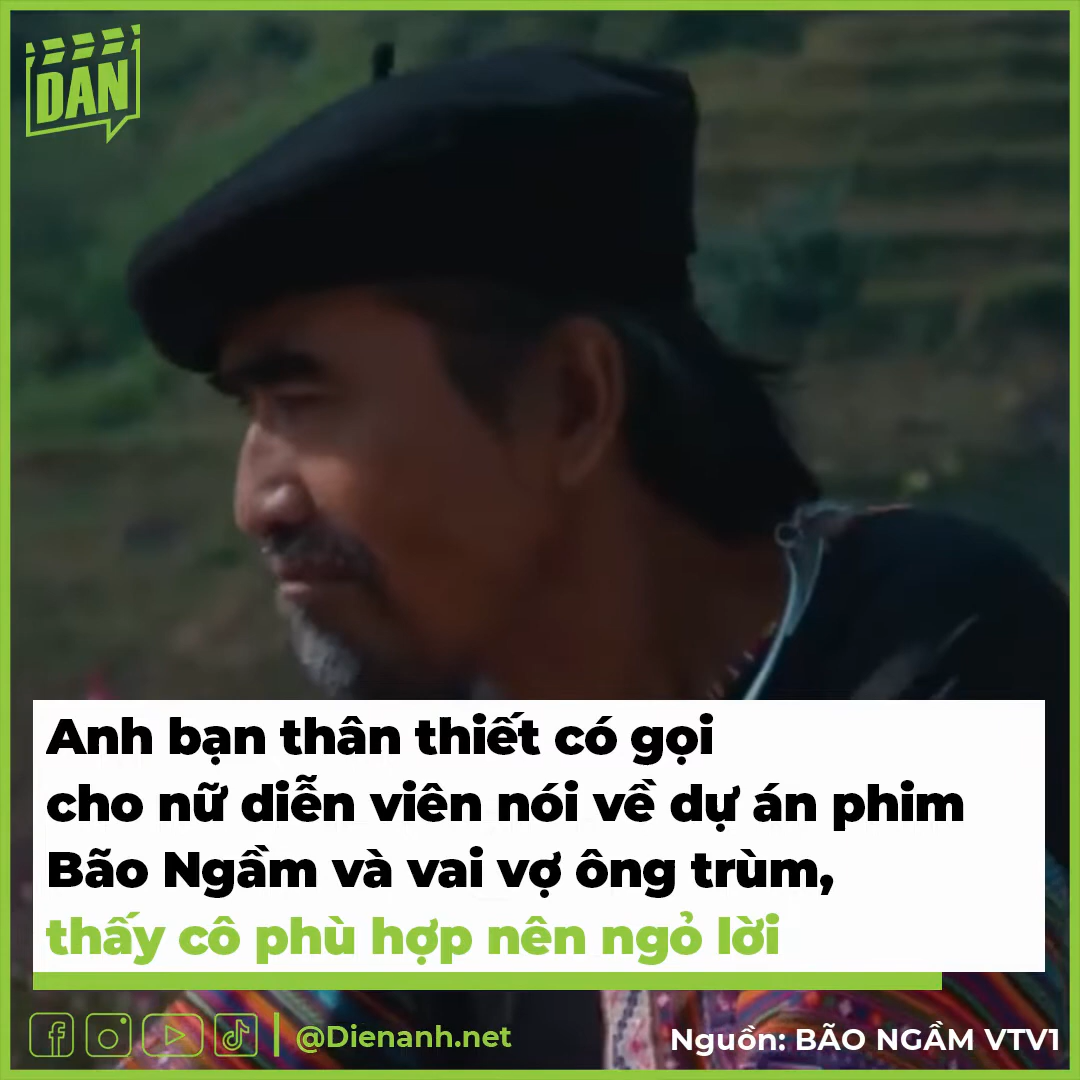 DAN
Anh bạn thân thiết có gọi
cho nữ diễn viên nói về dự án phim
Bão Ngầm và vai vợ ông trùm,
thấy cô phù hợp nên ngỏ lời
@Dienanh.net
Nguồn: BÃO NGẦM VTV1